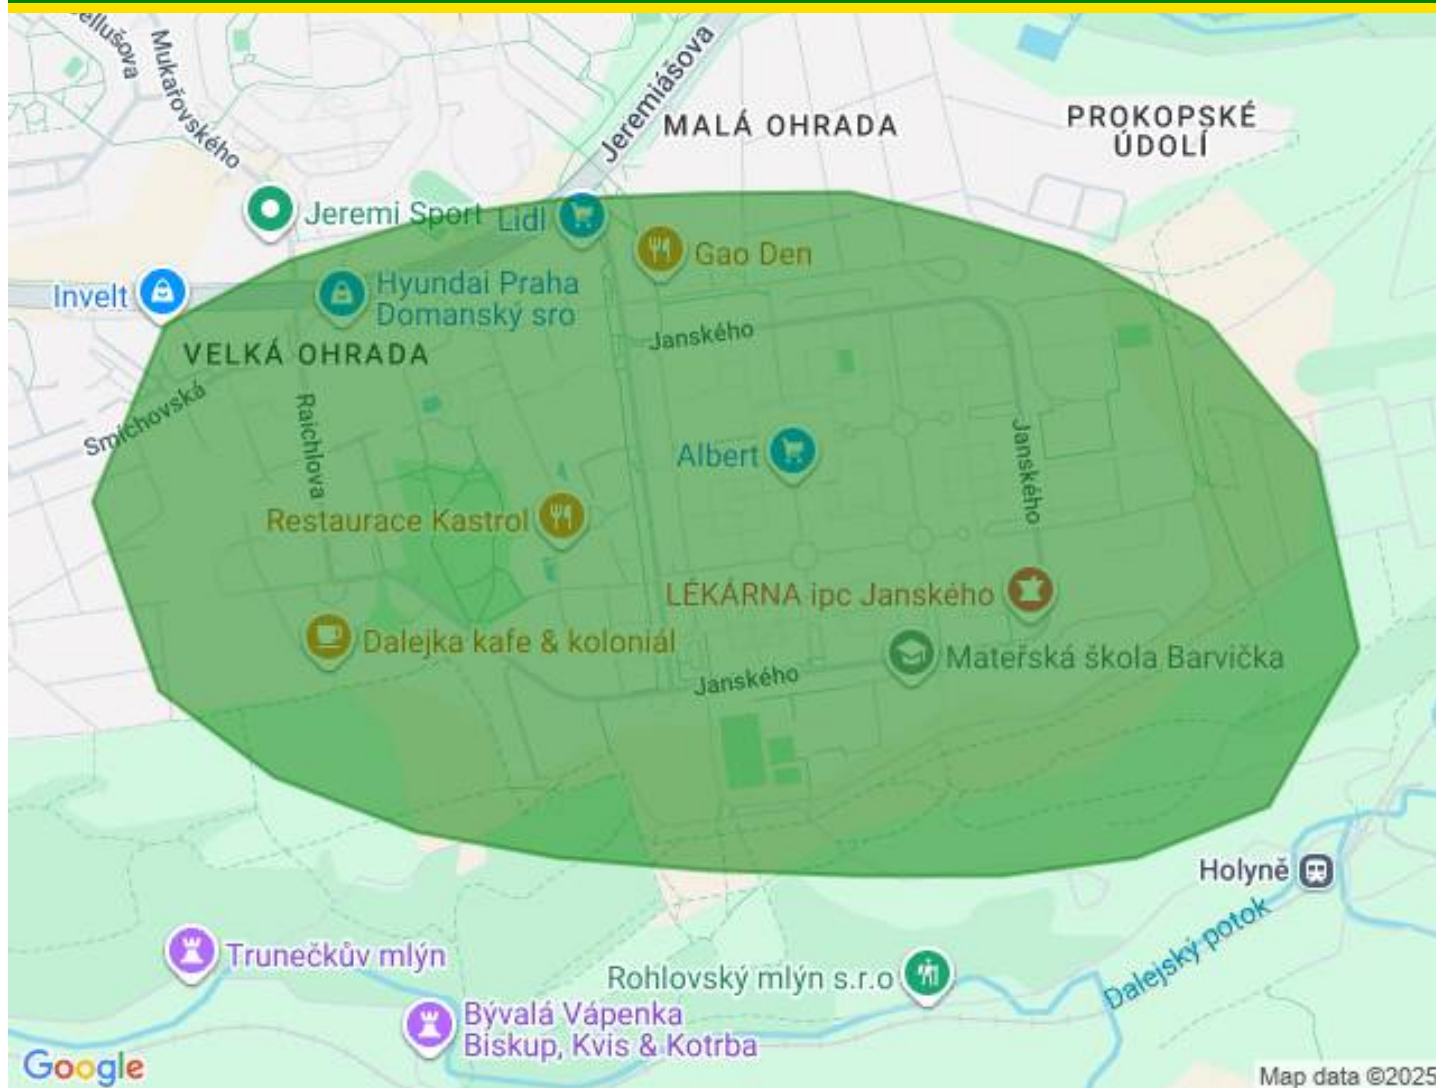 Mukařovského
Jeremiášova
MALÁ OHRADA
PROKOPSKÉ
ÚDOLÍ
Jeremi Sport
Lidl
Gao Den
Invelt
Hyundai Praha
Domanský sro
Janského
VELKÁ OHRADA
Smíchovská
Raichlova
Albert
Janského
Restaurace Kastrol
LÉKÁRNA ipc Janského
Dalejka kafe & koloniál
Mateřská škola Barvička
Janského
Holyně
Dalejský potok
Trunečkův mlýn
Rohlovský mlýn s.r.o
Bývalá Vápenka
Biskup, Kvis & Kotrba
Google
Map data ©2025